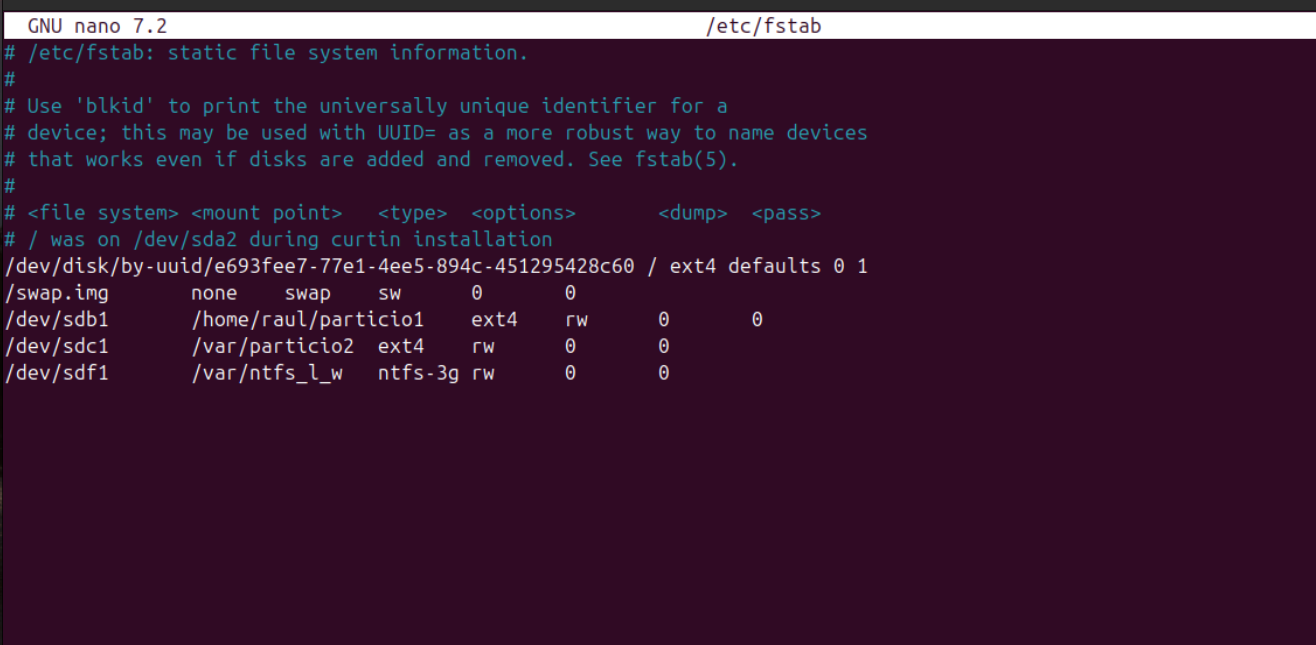 GNU nano 7.2 /etc/fstab
# /etc/fstab: static file system information.
#
# Use 'blkid' to print the universally unique identifier for a
# device; this may be used with UUID= as a more robust way to name devices
# that works even if disks are added and removed. See fstab(5).
#
# <file system> <mount point>   <type>  <options>       <dump>  <pass>
# / was on /dev/sda2 during curtin installation
/dev/disk/by-uuid/e693fee7-77e1-4ee5-894c-451295428c60 / ext4 defaults 0 1
/swap.img       none    swap    sw      0       0
/dev/sdb1       /home/raul/particio1    ext4    rw      0       0
/dev/sdc1       /var/particio2  ext4    rw      0       0
/dev/sdf1       /var/ntfs_l_w   ntfs-3g rw      0       0